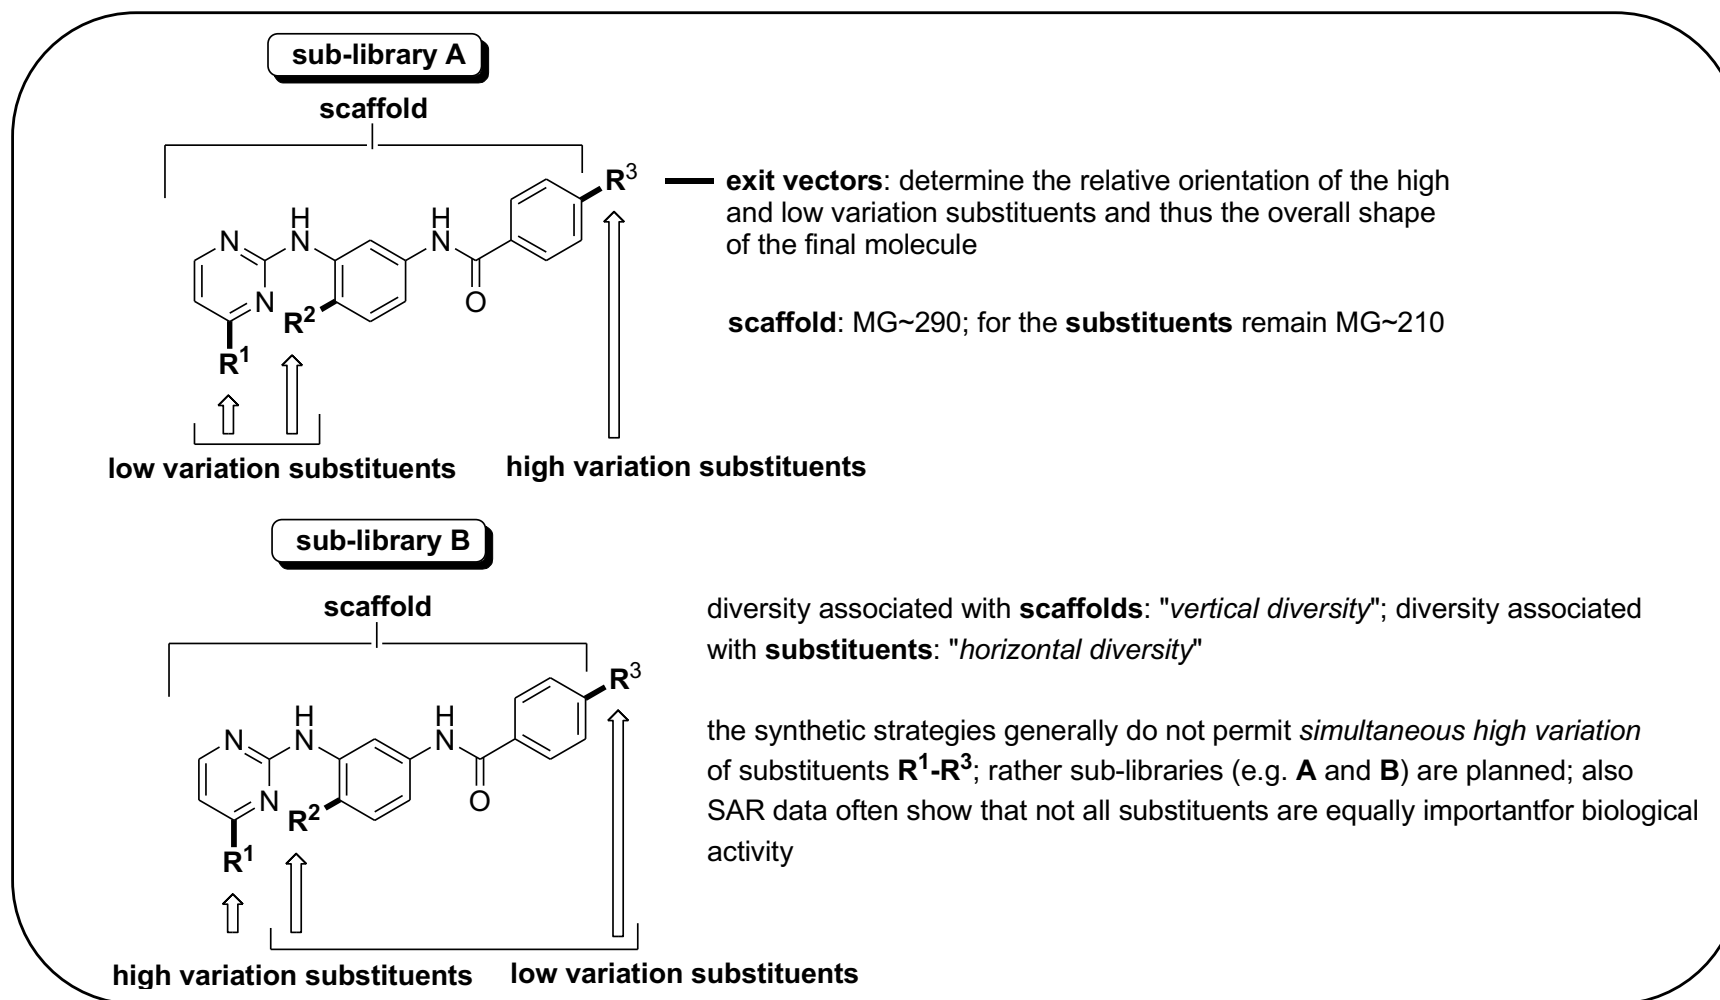 sub-library A
scaffold
R³
exit vectors: determine the relative orientation of the high
and low variation substituents and thus the overall shape
of the final molecule
H
N
H
N
N
N
O
R²
R¹
scaffold: MG~290; for the substituents remain MG~210
low variation substituents
high variation substituents
sub-library B
scaffold
diversity associated with scaffolds: "vertical diversity"; diversity associated
with substituents: "horizontal diversity"
R³
H
N
H
N
N
N
O
R²
R¹
the synthetic strategies generally do not permit simultaneous high variation
of substituents R¹-R³; rather sub-libraries (e.g. A and B) are planned; also
SAR data often show that not all substituents are equally importantfor biological
activity
high variation substituents
low variation substituents